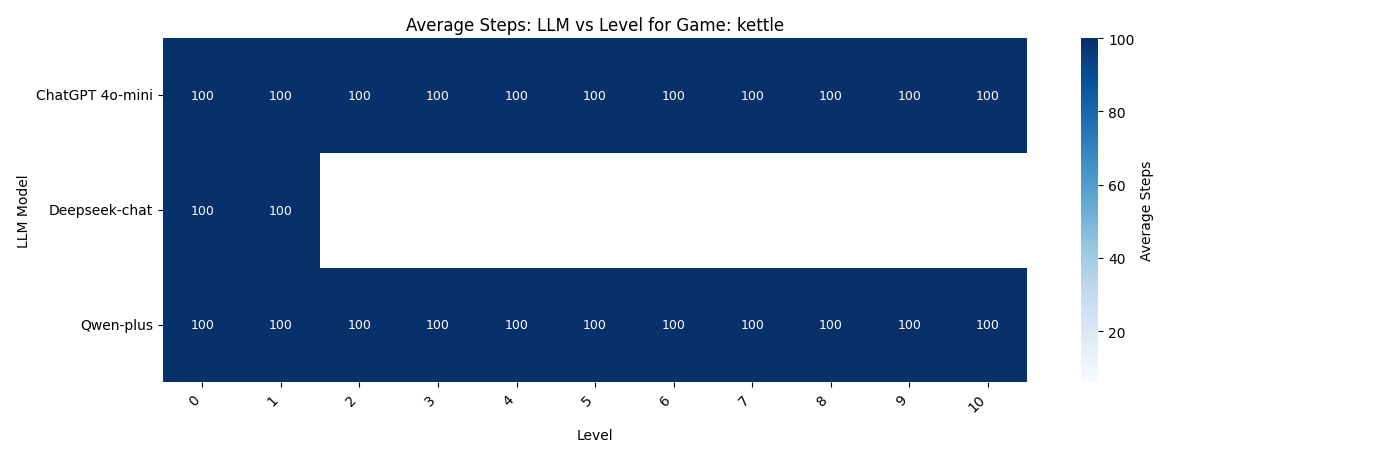 Average Steps: LLM vs Level for Game: kettle
LLM Model
ChatGPT 4o-mini
100 100 100 100 100 100 100 100 100 100 100
Deepseek-chat
100 100
Qwen-plus
100 100 100 100 100 100 100 100 100 100 100
0 1 2 3 4 5 6 7 8 9 10
Level
100
80
60
40
20
Average Steps